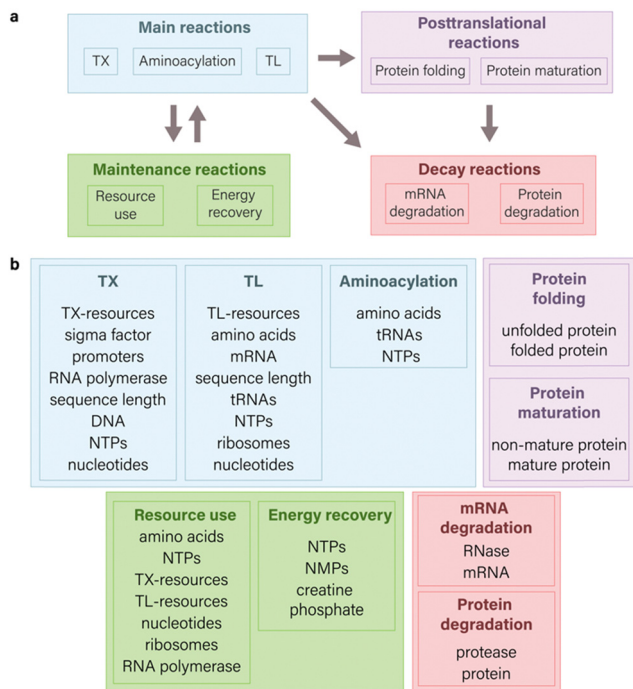 a
Main reactions
TX
Aminoacylation
TL
Posttranslational
reactions
Protein folding
Protein maturation
Maintenance reactions
Resource
use
Energy
recovery
Decay reactions
mRNA
degradation
Protein
degradation
b
TX
TX-resources
sigma factor
promoters
RNA polymerase
sequence length
DNA
NTPs
nucleotides
TL
TL-resources
amino acids
mRNA
sequence length
tRNAs
NTPs
ribosomes
nucleotides
Aminoacylation
amino acids
tRNAs
NTPs
Protein
folding
unfolded protein
folded protein
Protein
maturation
non-mature protein
mature protein
Resource use
amino acids
NTPs
TX-resources
TL-resources
nucleotides
ribosomes
RNA polymerase
Energy recovery
NTPs
NMPs
creatine
phosphate
mRNA
degradation
RNase
mRNA
Protein
degradation
protease
protein